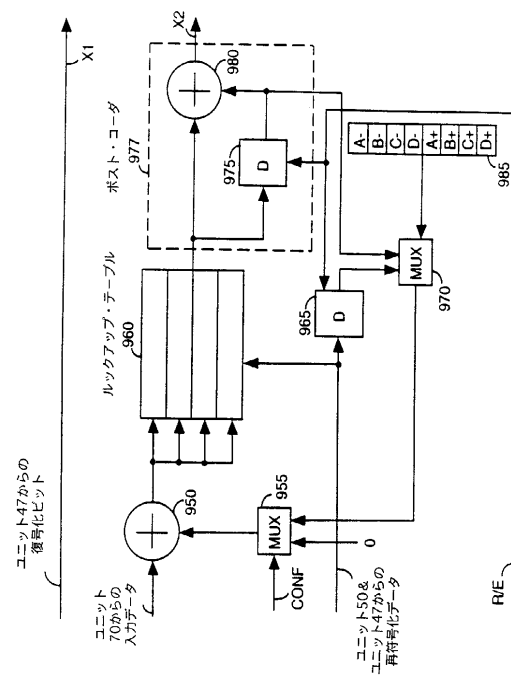 ユニット47からの
復号化ビット
X1
ユニット
70からの
入力データ
950
ルックアップ・テーブル
960
ポスト・コーダ
977
975
D
980
X2
CONF
MUX
955
0
965
D
MUX
970
A-
B-
C-
D-
A+
B+
C+
D+
985
ユニット50&
ユニット47からの
再符号化データ
R/E